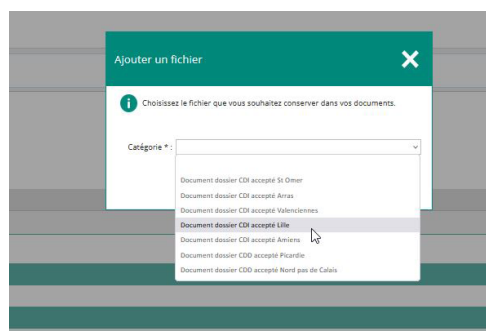 Ajouter un fichier
Choisissez le fichier que vous souhaitez conserver dans vos documents.
Catégorie * :
Document dossier CDI accepté St Omer
Document dossier CDI accepté Arras
Document dossier CDI accepté Valenciennes
Document dossier CDI accepté Lille
Document dossier CDI accepté Amiens
Document dossier CDD accepté Picardie
Document dossier CDD accepté Nord pas de Calais